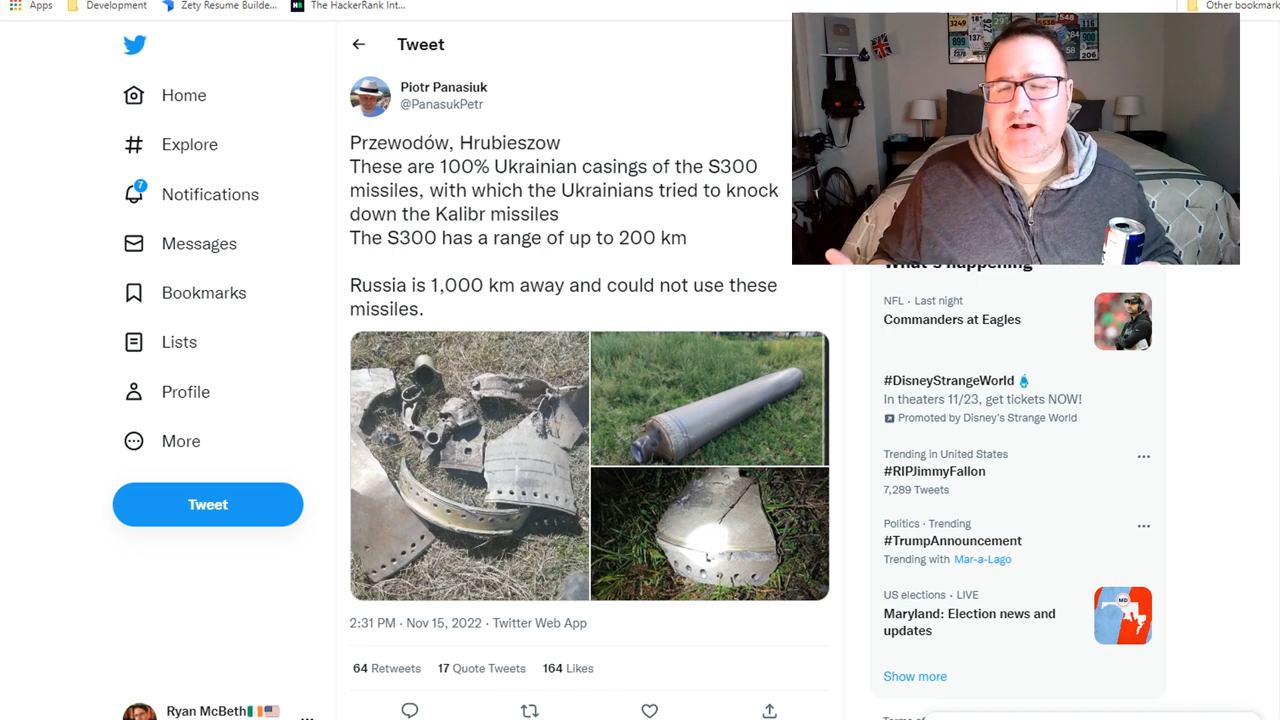 Apps
Development
Zety Resume Builde...
The HackerRank Int...
Other bookmark
Tweet
Home
Explore
7
Notifications
Messages
Bookmarks
Lists
Profile
More
Tweet
Ryan McBeth
Piotr Panasiuk
@PanasukPetr
Przewodów, Hrubieszow
These are 100% Ukrainian casings of the S300
missiles, with which the Ukrainians tried to knock
down the Kalibr missiles
The S300 has a range of up to 200 km
Russia is 1,000 km away and could not use these
missiles.
2:31 PM · Nov 15, 2022 · Twitter Web App
64 Retweets 17 Quote Tweets 164 Likes
What's happening
NFL · Last night
Commanders at Eagles
#DisneyStrangeWorld
In theaters 11/23, get tickets NOW!
Promoted by Disney's Strange World
Trending in United States
#RIPJimmyFallon
7,289 Tweets
Politics · Trending
#TrumpAnnouncement
Trending with Mar-a-Lago
US elections · LIVE
Maryland: Election news and
updates
MD
Show more